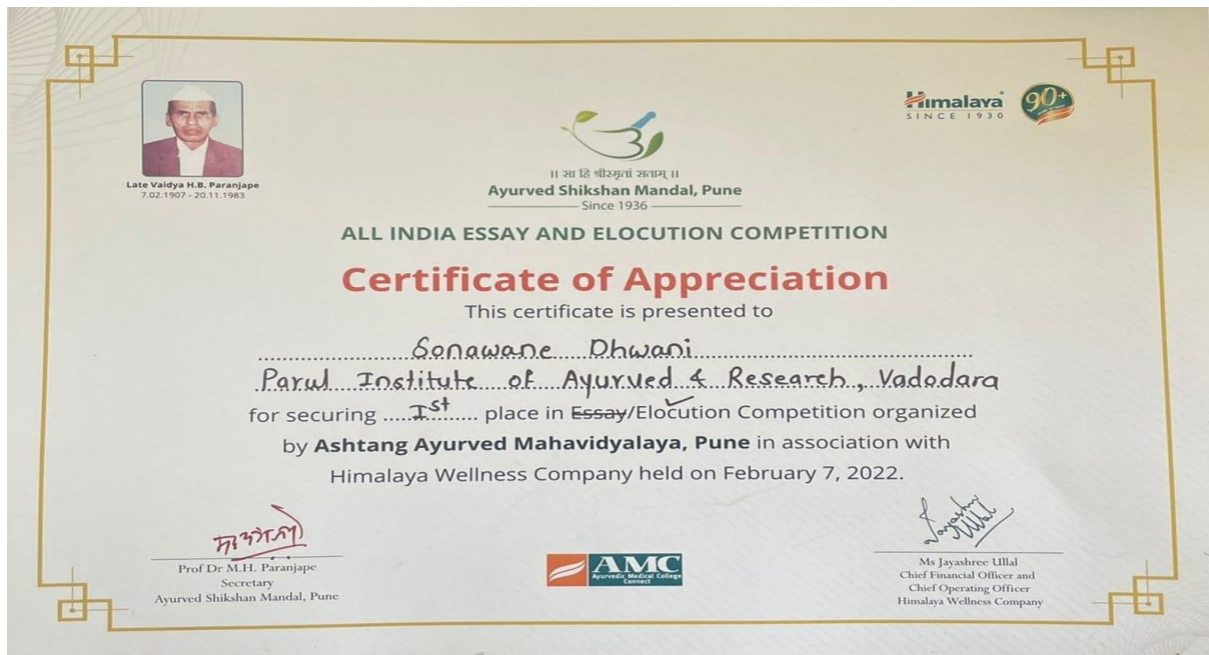 Late Vaidya H.B. Paranjape
7.02.1907 - 20.11.1983
Himalaya
SINCE 1930
90+
॥ सा हि श्रीरमृतां सताम् ॥
Ayurved Shikshan Mandal, Pune
Since 1936
ALL INDIA ESSAY AND ELOCUTION COMPETITION
Certificate of Appreciation
This certificate is presented to
Sonawane Dhwani
Parul Institute of Ayurved & Research, Vadodara
for securing Ist place in Essay/Elocution Competition organized
by Ashtang Ayurved Mahavidyalaya, Pune in association with
Himalaya Wellness Company held on February 7, 2022.
Prof Dr M.H. Paranjape
Secretary
Ayurved Shikshan Mandal, Pune
AMC
Ayurvedic Medical College
Connect
Jayashree Ullal
Ms Jayashree Ullal
Chief Financial Officer and
Chief Operating Officer
Himalaya Wellness Company